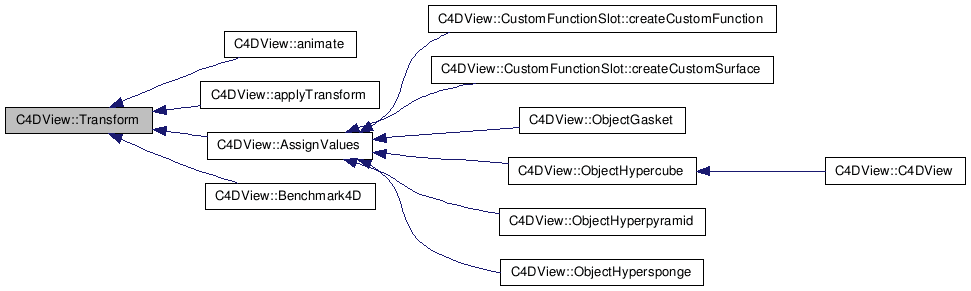 C4DView::CustomFunctionSlot::createCustomFunction
C4DView::animate
C4DView::CustomFunctionSlot::createCustomSurface
C4DView::applyTransform
C4DView::Transform
C4DView::ObjectGasket
C4DView::AssignValues
C4DView::ObjectHypercube
C4DView::C4DView
C4DView::Benchmark4D
C4DView::ObjectHyperpyramid
C4DView::ObjectHypersponge